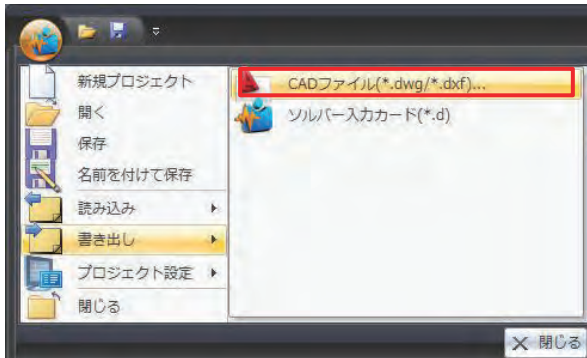 新規プロジェクト
開く
保存
名前を付けて保存
読み込み
書き出し
プロジェクト設定
閉じる
CADファイル(*.dwg/*.dxf)...
ソルバー入力カード(*.d)
閉じる